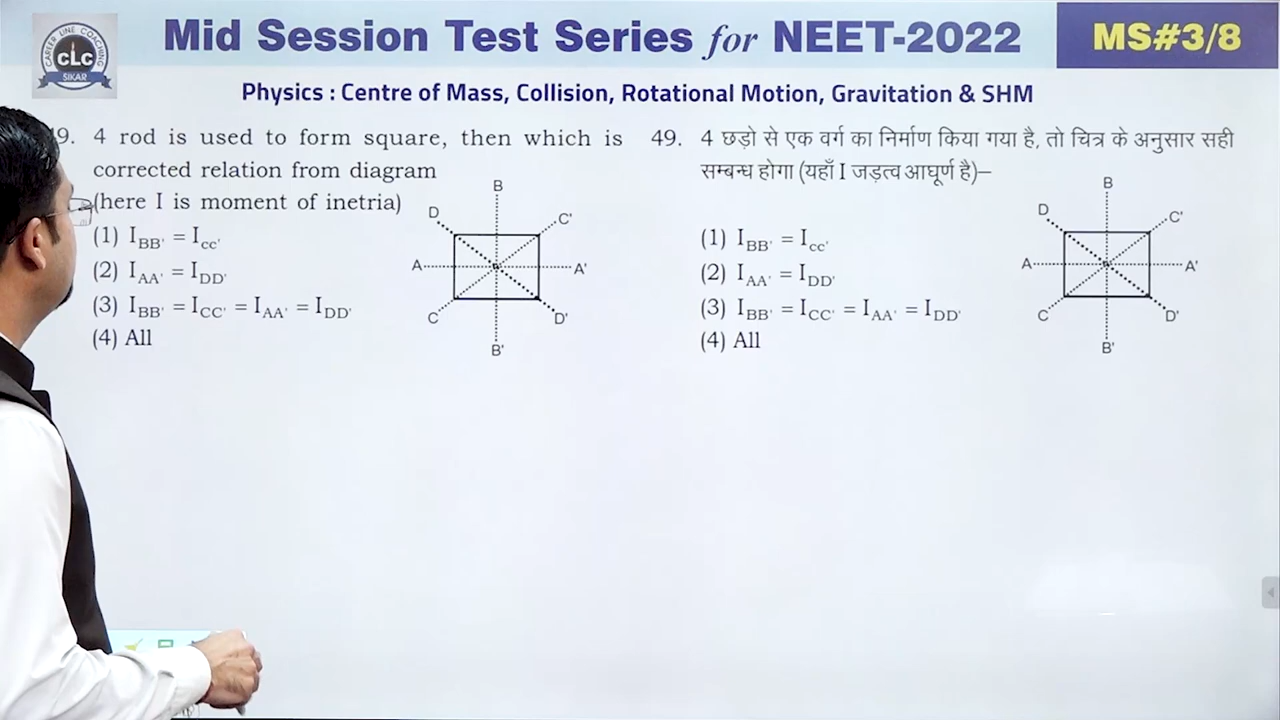 CAREER LINE COACHING
CLC
SIKAR
Mid Session Test Series for NEET-2022
MS#3/8
Physics : Centre of Mass, Collision, Rotational Motion, Gravitation & SHM
9. 4 rod is used to form square, then which is
corrected relation from diagram
(here I is moment of inetria)
(1) I_BB' = I_cc'
(2) I_AA' = I_DD'
(3) I_BB' = I_CC' = I_AA' = I_DD'
(4) All
B
D
C'
A
A'
C
D'
B'
49. 4 छड़ो से एक वर्ग का निर्माण किया गया है, तो चित्र के अनुसार सही
सम्बन्ध होगा (यहाँ I जड़त्व आघूर्ण है)–
(1) I_BB' = I_cc'
(2) I_AA' = I_DD'
(3) I_BB' = I_CC' = I_AA' = I_DD'
(4) All
B
D
C'
A
A'
C
D'
B'